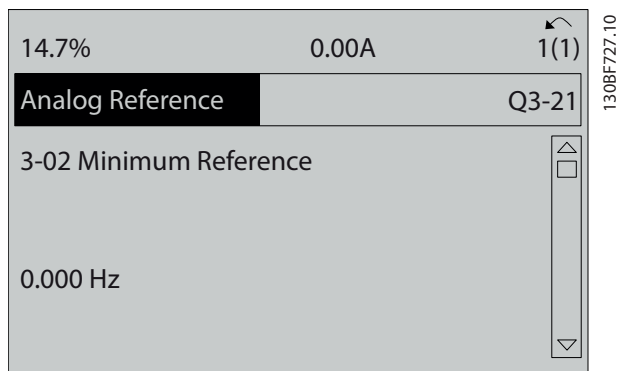 14.7% 0.00A 1(1)
Analog Reference Q3-21
3-02 Minimum Reference
0.000 Hz
130BF727.10